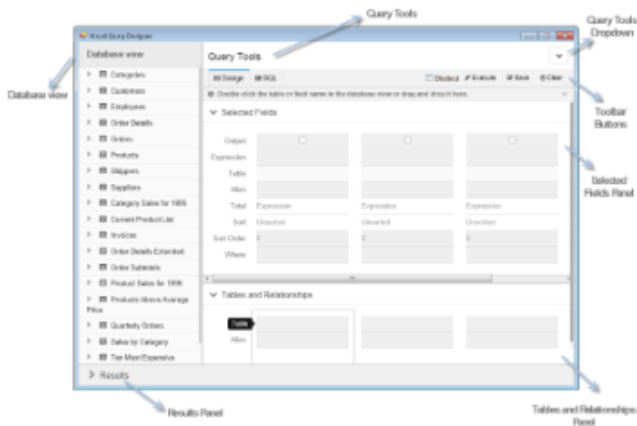 Query Tools
Query Tools
Dropdown
Visual Query Designer
Database view
Query Tools
Database view
Categories
Customers
Employees
Order Details
Orders
Products
Shippers
Suppliers
Category Sales for 1995
Current Product List
Invoices
Order Details Extended
Order Subtotals
Product Sales for 1995
Products Above Average
Price
Quarterly Orders
Sales by Category
Ten Most Expensive
Design
SQL
Distinct
Execute
Save
Clear
Toolbar
Buttons
Double click the table or field name in the database view or drag and drop it here.
Selected Fields
Output
Expression
Table
Alias
Total Expression Expression Expression
Sort Unsorted Unsorted Unsorted
Sort Order 0 0 0
Where
Selected
Fields Panel
Tables and Relationships
Table
Alias
Results
Results Panel
Tables and Relationships
Panel